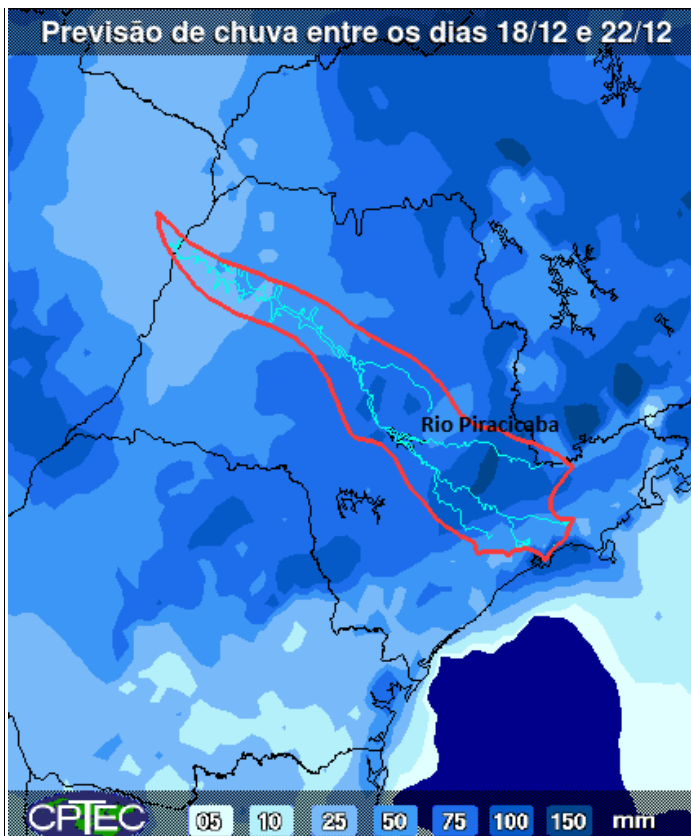 Previsão de chuva entre os dias 18/12 e 22/12
Rio Piracicaba
CPTEC 05 10 25 50 75 100 150 mm